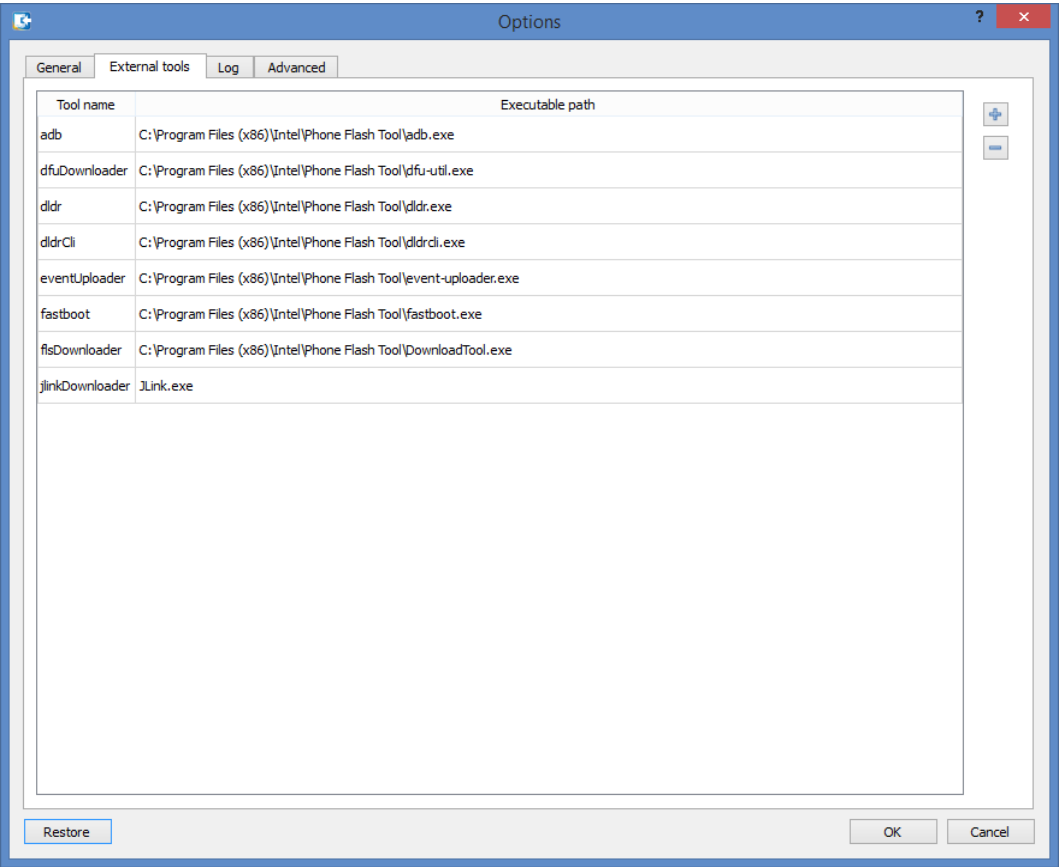 Options
?
General External tools Log Advanced
Tool name Executable path
adb C:\Program Files (x86)\Intel\Phone Flash Tool\adb.exe
dfuDownloader C:\Program Files (x86)\Intel\Phone Flash Tool\dfu-util.exe
dldr C:\Program Files (x86)\Intel\Phone Flash Tool\dldr.exe
dldrCli C:\Program Files (x86)\Intel\Phone Flash Tool\dldrcli.exe
eventUploader C:\Program Files (x86)\Intel\Phone Flash Tool\event-uploader.exe
fastboot C:\Program Files (x86)\Intel\Phone Flash Tool\fastboot.exe
flsDownloader C:\Program Files (x86)\Intel\Phone Flash Tool\DownloadTool.exe
jlinkDownloader JLink.exe
Restore OK Cancel